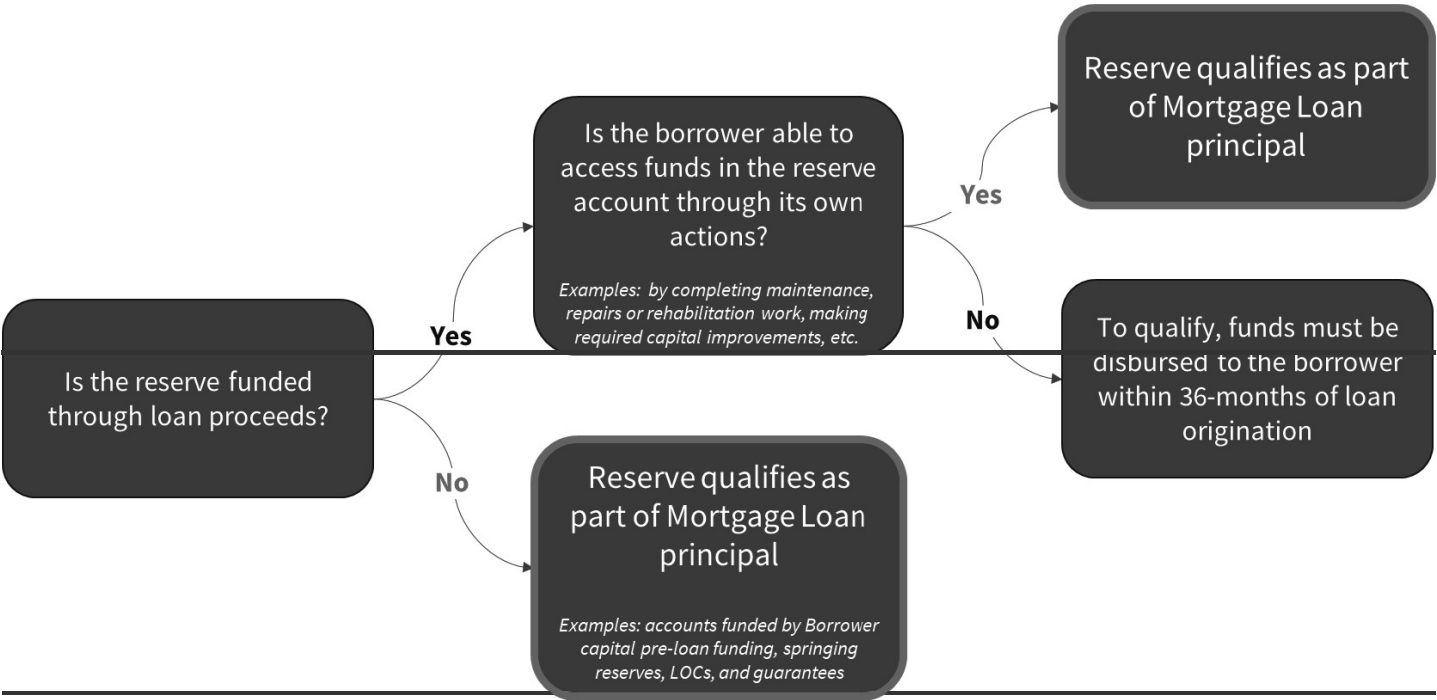 Is the reserve funded
through loan proceeds?
Yes
No
Is the borrower able to
access funds in the reserve
account through its own
actions?
Examples: by completing maintenance,
repairs or rehabilitation work, making
required capital improvements, etc.
Reserve qualifies as
part of Mortgage Loan
principal
Examples: accounts funded by Borrower
capital pre-loan funding, springing
reserves, LOCs, and guarantees
Yes
No
Reserve qualifies as part
of Mortgage Loan
principal
To qualify, funds must be
disbursed to the borrower
within 36-months of loan
origination